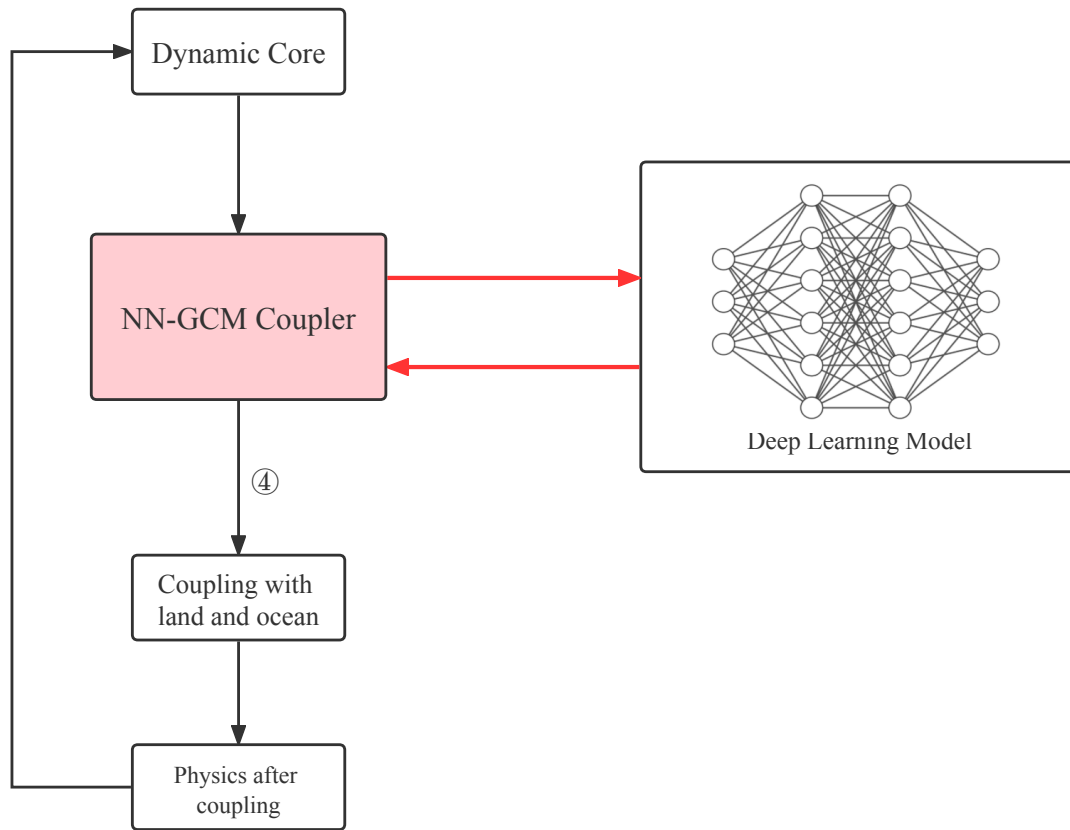 Dynamic Core
NN-GCM Coupler
Deep Learning Model
④
Coupling with
land and ocean
Physics after
coupling